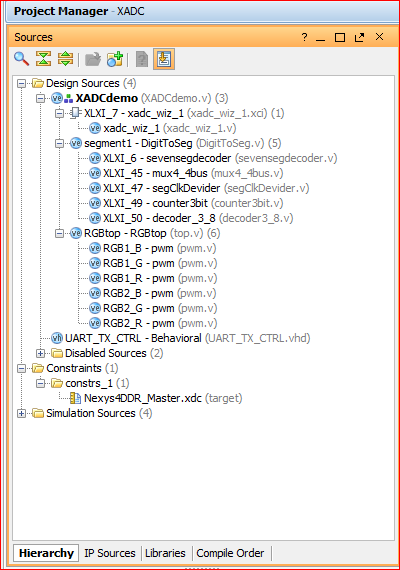 Project Manager - XADC
Sources
Design Sources (4)
XADCdemo (XADCdemo.v) (3)
XLXI_7 - xadc_wiz_1 (xadc_wiz_1.xci) (1)
xadc_wiz_1 (xadc_wiz_1.v)
segment1 - DigitToSeg (DigitToSeg.v) (5)
XLXI_6 - sevensegdecoder (sevensegdecoder.v)
XLXI_45 - mux4_4bus (mux4_4bus.v)
XLXI_47 - segClkDevider (segClkDevider.v)
XLXI_49 - counter3bit (counter3bit.v)
XLXI_50 - decoder_3_8 (decoder3_8.v)
RGBtop - RGBtop (top.v) (6)
RGB1_B - pwm (pwm.v)
RGB1_G - pwm (pwm.v)
RGB1_R - pwm (pwm.v)
RGB2_B - pwm (pwm.v)
RGB2_G - pwm (pwm.v)
RGB2_R - pwm (pwm.v)
UART_TX_CTRL - Behavioral (UART_TX_CTRL.vhd)
Disabled Sources (2)
Constraints (1)
constrs_1 (1)
Nexys4DDR_Master.xdc (target)
Simulation Sources (4)
Hierarchy IP Sources Libraries Compile Order